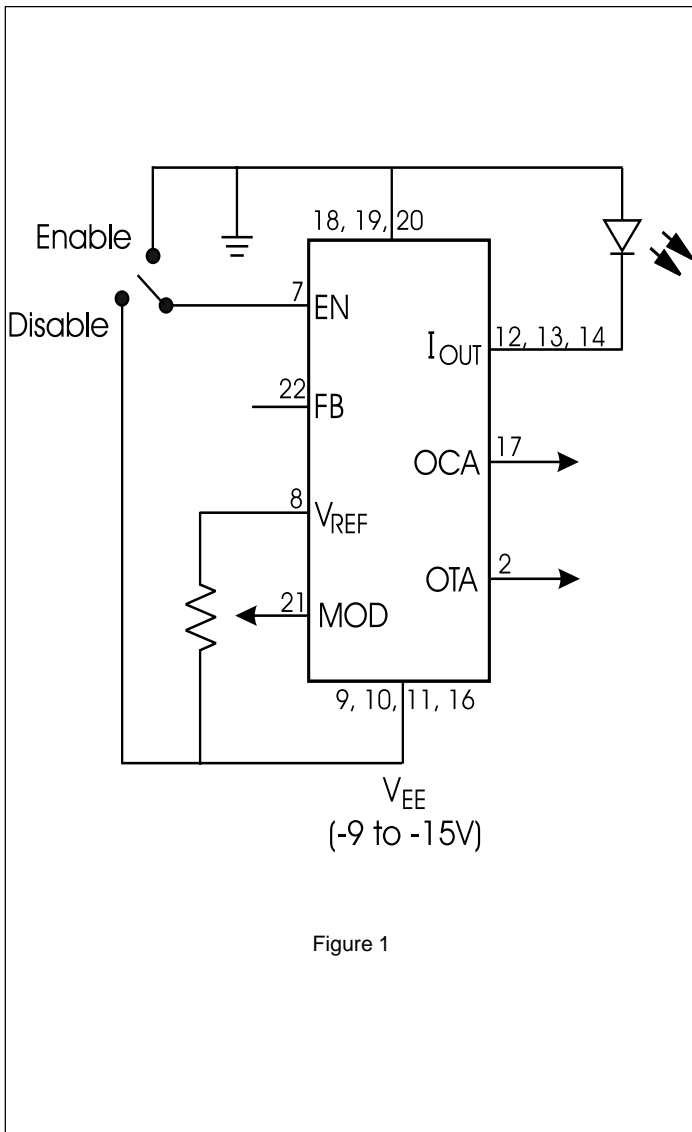 18, 19, 20
Enable
7
EN
Disable
I_OUT
12, 13, 14
22
FB
17
OCA
8
V_REF
2
OTA
21
MOD
9, 10, 11, 16
V_EE
(-9 to -15V)
Figure 1